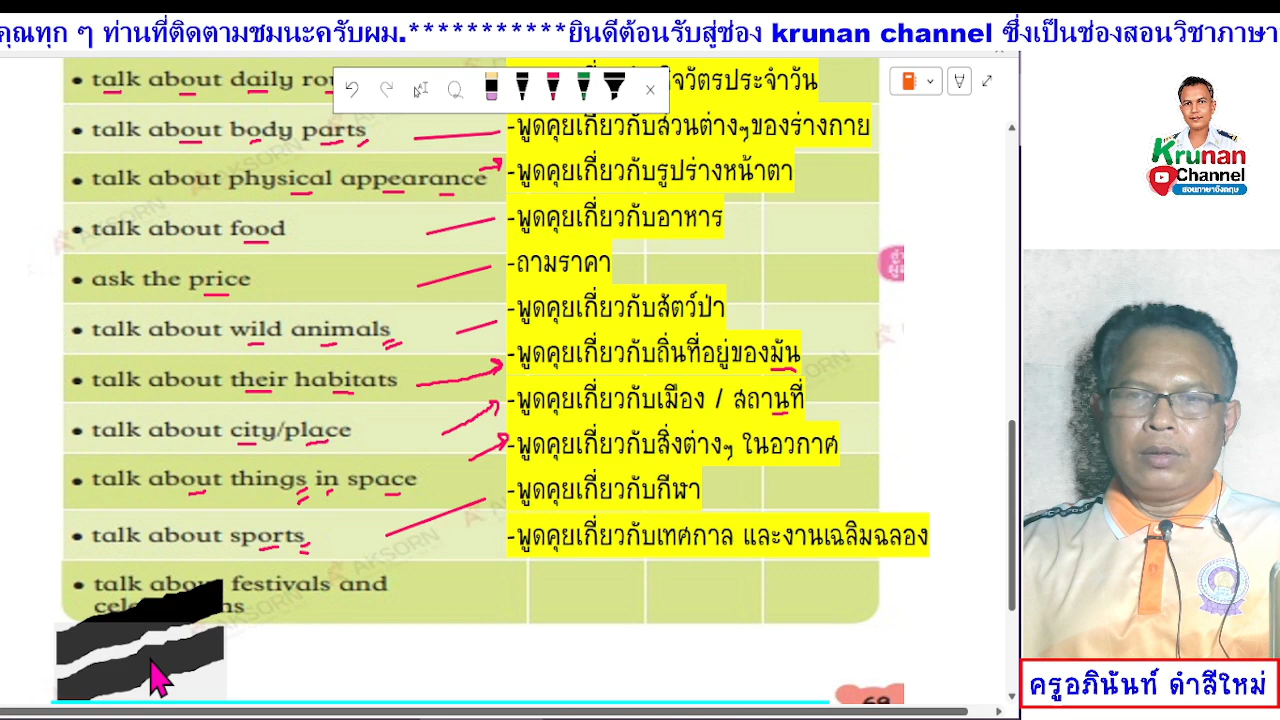 คุณทุก ๆ ท่านที่ติดตามชมนะครับผม.***********ยินดีต้อนรับสู่ช่อง krunan channel ซึ่งเป็นช่องสอนวิชาภาษา
• talk about daily
วัตรประจำวัน
• talk about body parts
-พูดคุยเกี่ยวกับส่วนต่างๆของร่างกาย
• talk about physical appearance
-พูดคุยเกี่ยวกับรูปร่างหน้าตา
• talk about food
-พูดคุยเกี่ยวกับอาหาร
• ask the price
-ถามราคา
• talk about wild animals
-พูดคุยเกี่ยวกับสัตว์ป่า
• talk about their habitats
-พูดคุยเกี่ยวกับถิ่นที่อยู่ของมัน
• talk about city/place
-พูดคุยเกี่ยวกับเมือง / สถานที่
• talk about things in space
-พูดคุยเกี่ยวกับสิ่งต่างๆ ในอวกาศ
• talk about sports
-พูดคุยเกี่ยวกับกีฬา
-พูดคุยเกี่ยวกับเทศกาล และงานเฉลิมฉลอง
• talk about festivals and
Krunan
Channel
สอนภาษาอังกฤษ
AKSORN
ครูอภินันท์ ดำสีใหม่